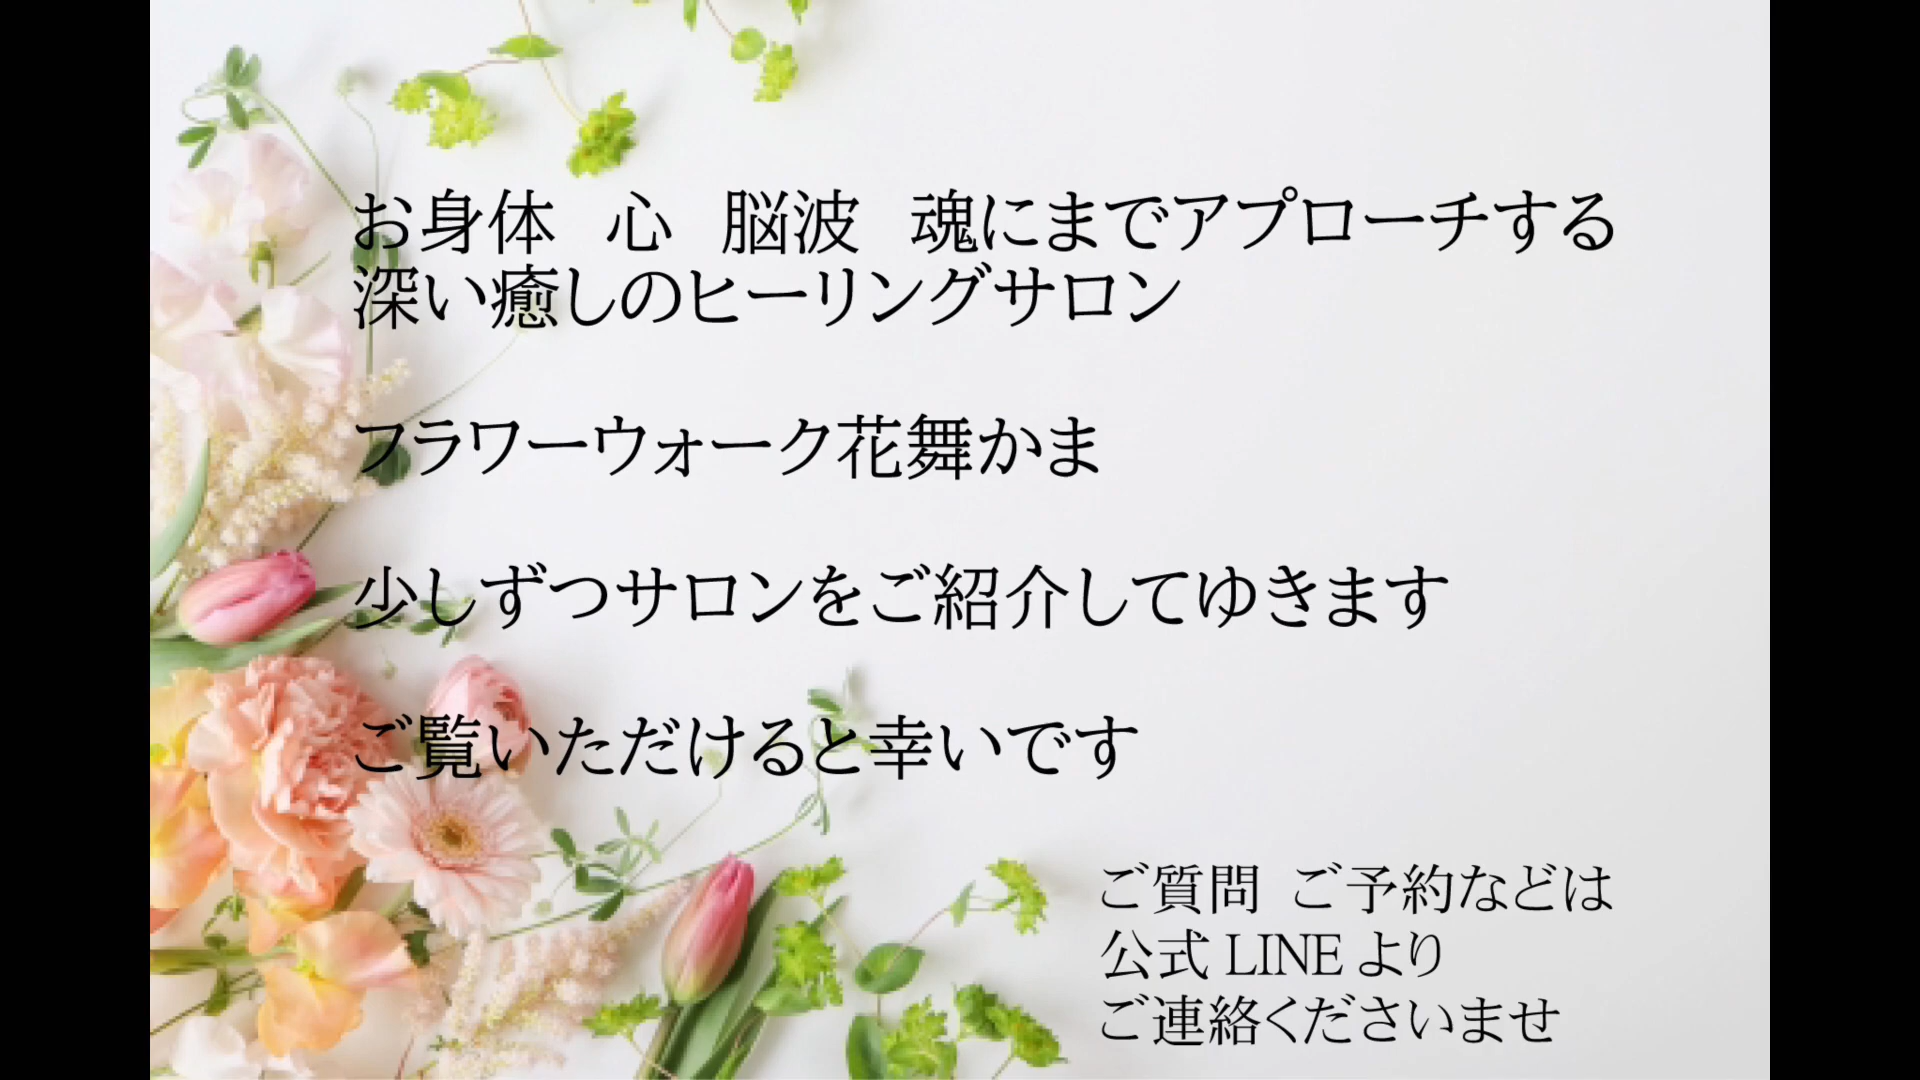 お身体　心　脳波　魂にまでアプローチする
深い癒しのヒーリングサロン
フラワーウォーク花舞かま
少しずつサロンをご紹介してゆきます
ご覧いただけると幸いです
ご質問 ご予約などは
公式 LINE より
ご連絡くださいませ